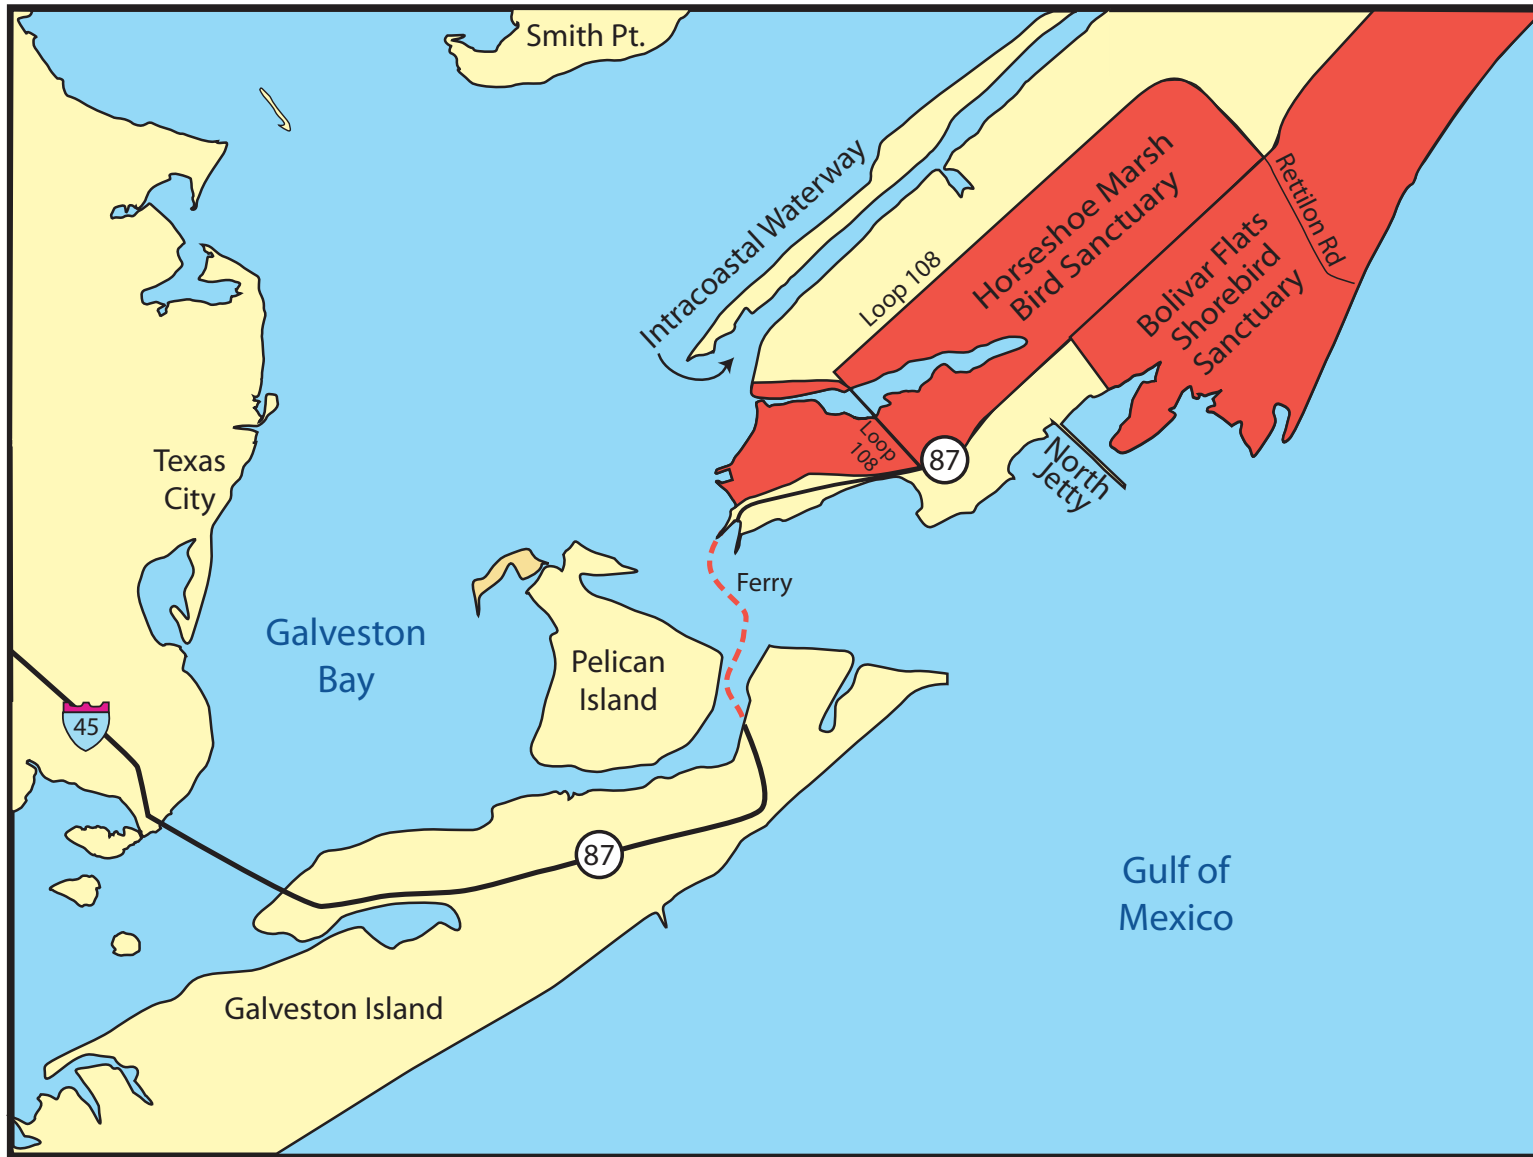 Smith Pt.
Intracoastal Waterway
Loop 108
Horseshoe Marsh
Bird Sanctuary
Rettilon Rd
Bolivar Flats
Shorebird
Sanctuary
Loop
108
87
North
Jetty
Texas
City
Ferry
Galveston
Bay
Pelican
Island
45
87
Gulf of
Mexico
Galveston Island